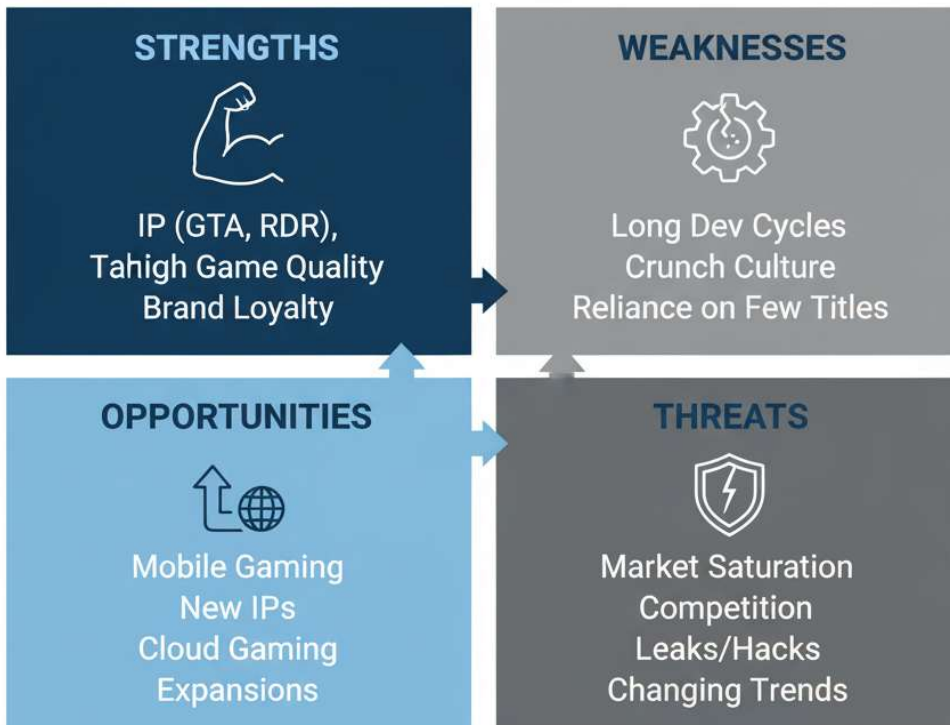 STRENGTHS
IP (GTA, RDR),
Tahigh Game Quality
Brand Loyalty
WEAKNESSES
Long Dev Cycles
Crunch Culture
Reliance on Few Titles
OPPORTUNITIES
Mobile Gaming
New IPs
Cloud Gaming
Expansions
THREATS
Market Saturation
Competition
Leaks/Hacks
Changing Trends